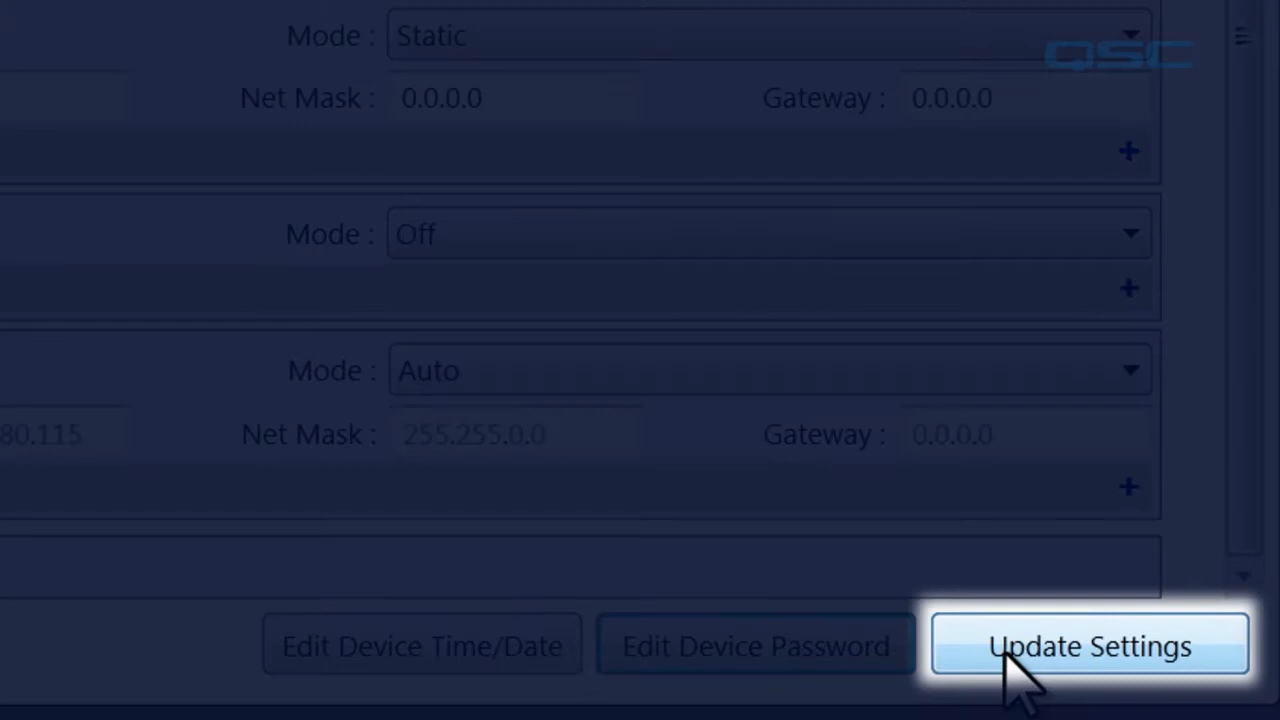 Mode : Static
QSC
Net Mask : 0.0.0.0 Gateway : 0.0.0.0
+
Mode : Off
+
Mode : Auto
80.115 Net Mask : 255.255.0.0 Gateway : 0.0.0.0
+
Edit Device Time/Date Edit Device Password Update Settings